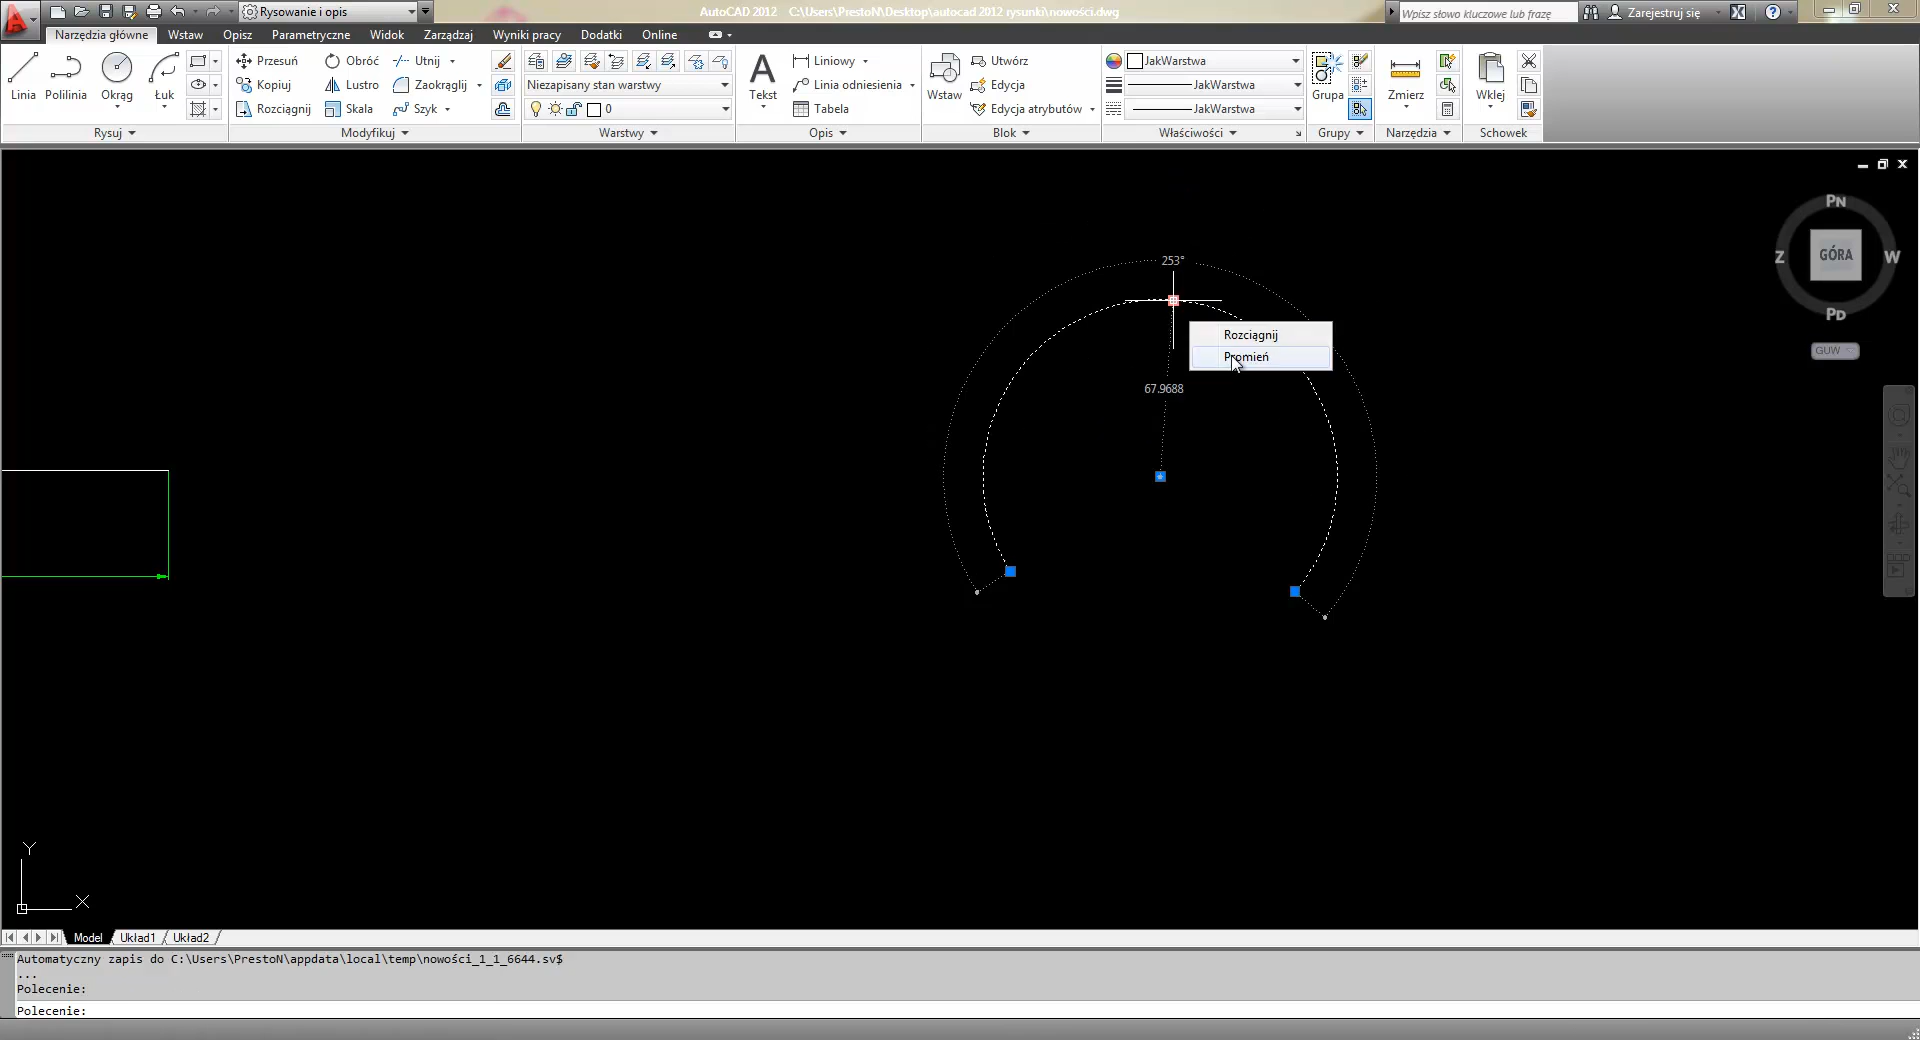 Rysowanie i opis
AutoCAD 2012 C:\Users\PrestoN\Desktop\autocad 2012 rysunki\nowości.dwg
Wpisz słowo kluczowe lub frazę
Zarejestruj się
Narzędzia główne Wstaw Opisz Parametryczne Widok Zarządzaj Wyniki pracy Dodatki Online
Linia Polilinia Okrąg Łuk
Rysuj
Przesuń Obróć Utnij
Kopiuj Lustro Zaokrąglij
Rozciągnij Skala Szyk
Modyfikuj
Niezapisany stan warstwy
0
Warstwy
Tekst
Liniowy
Linia odniesienia
Tabela
Opis
Wstaw
Utwórz
Edycja
Edycja atrybutów
Blok
JakWarstwa
JakWarstwa
JakWarstwa
Właściwości
Grupa
Grupy
Zmierz
Narzędzia
Wklej
Schowek
PN
Z GÓRA W
PD
GUW
253°
Rozciągnij
Promień
67.9688
Y
X
Model Układ1 Układ2
Automatyczny zapis do C:\Users\PrestoN\appdata\local\temp\nowości_1_1_6644.sv$
...
Polecenie:
Polecenie: